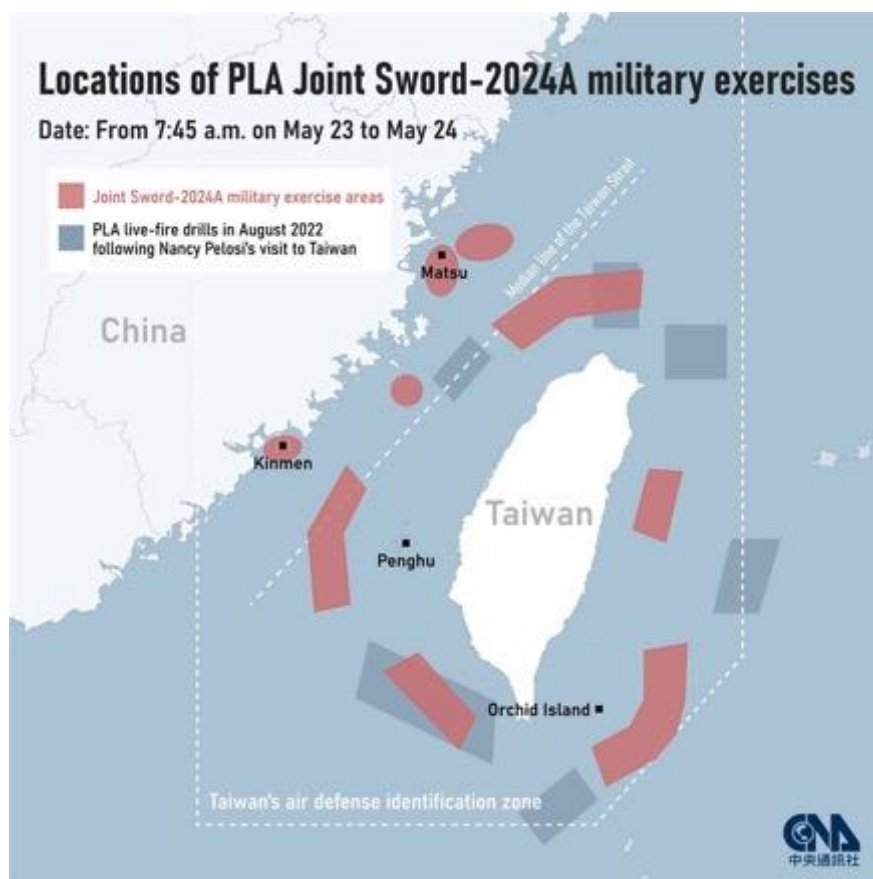 Locations of PLA Joint Sword-2024A military exercises
Date: From 7:45 a.m. on May 23 to May 24
Joint Sword-2024A military exercise areas
PLA live-fire drills in August 2022
following Nancy Pelosi's visit to Taiwan
Median line of the Taiwan Strait
Matsu
China
Kinmen
Taiwan
Penghu
Orchid Island
Taiwan's air defense identification zone
CNA
中央通訊社